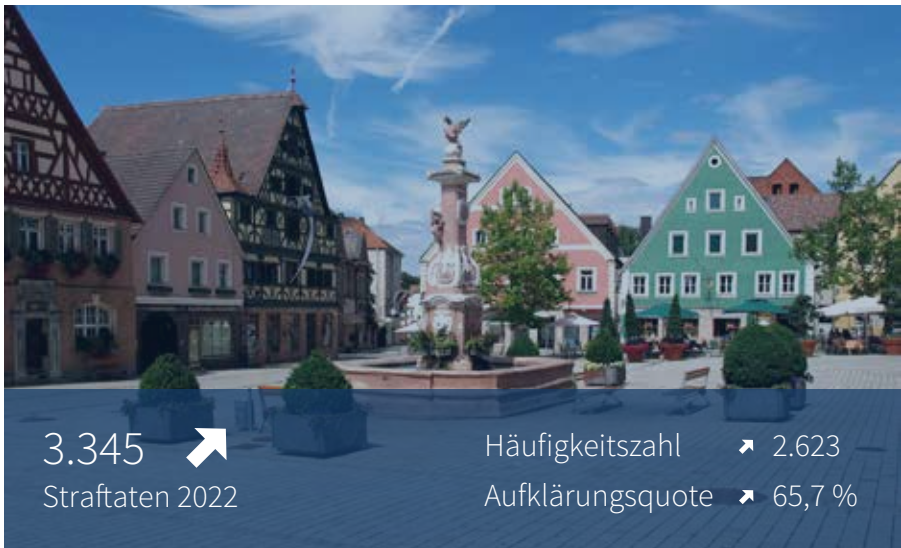 3.345
Straftaten 2022
Häufigkeitszahl 2.623
Aufklärungsquote 65,7 %